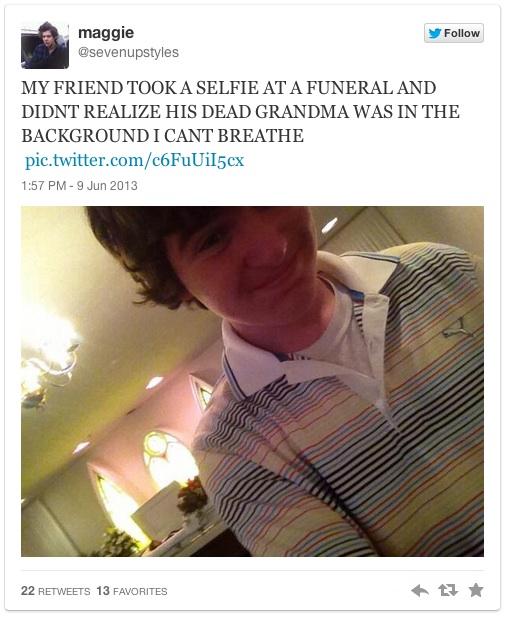 maggie
@sevenupstyles
Follow
MY FRIEND TOOK A SELFIE AT A FUNERAL AND
DIDNT REALIZE HIS DEAD GRANDMA WAS IN THE
BACKGROUND I CANT BREATHE
pic.twitter.com/c6FuUiI5cx
1:57 PM - 9 Jun 2013
22 RETWEETS 13 FAVORITES